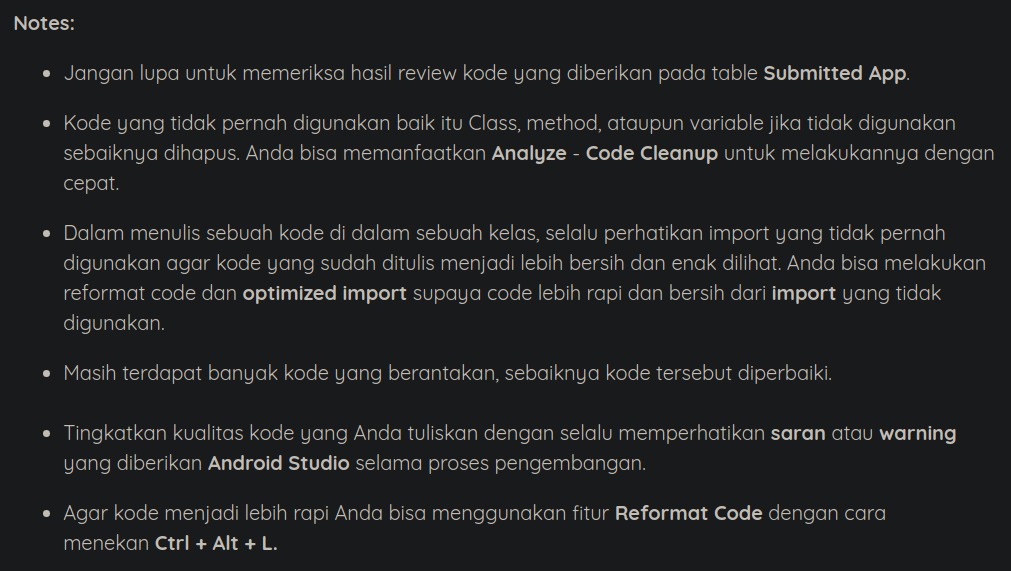 Notes:
• Jangan lupa untuk memeriksa hasil review kode yang diberikan pada table Submitted App.
• Kode yang tidak pernah digunakan baik itu Class, method, ataupun variable jika tidak digunakan
sebaiknya dihapus. Anda bisa memanfaatkan Analyze - Code Cleanup untuk melakukannya dengan
cepat.
• Dalam menulis sebuah kode di dalam sebuah kelas, selalu perhatikan import yang tidak pernah
digunakan agar kode yang sudah ditulis menjadi lebih bersih dan enak dilihat. Anda bisa melakukan
reformat code dan optimized import supaya code lebih rapi dan bersih dari import yang tidak
digunakan.
• Masih terdapat banyak kode yang berantakan, sebaiknya kode tersebut diperbaiki.
• Tingkatkan kualitas kode yang Anda tuliskan dengan selalu memperhatikan saran atau warning
yang diberikan Android Studio selama proses pengembangan.
• Agar kode menjadi lebih rapi Anda bisa menggunakan fitur Reformat Code dengan cara
menekan Ctrl + Alt + L.